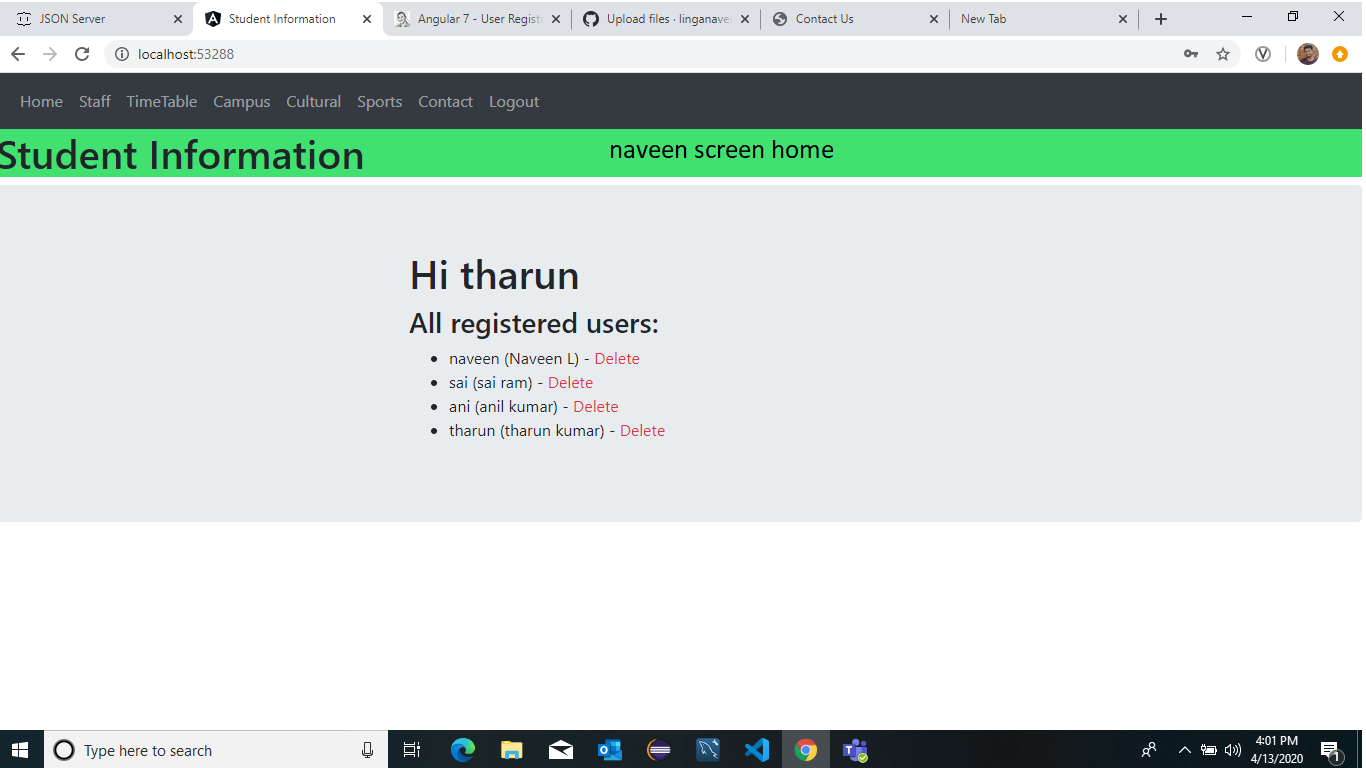 JSON Server
Student Information
Angular 7 - User Registr
Upload files · linganave
Contact Us
New Tab
localhost:53288
Home Staff TimeTable Campus Cultural Sports Contact Logout
Student Information
naveen screen home
Hi tharun
All registered users:
naveen (Naveen L) - Delete
sai (sai ram) - Delete
ani (anil kumar) - Delete
tharun (tharun kumar) - Delete
Type here to search
4:01 PM
4/13/2020
1